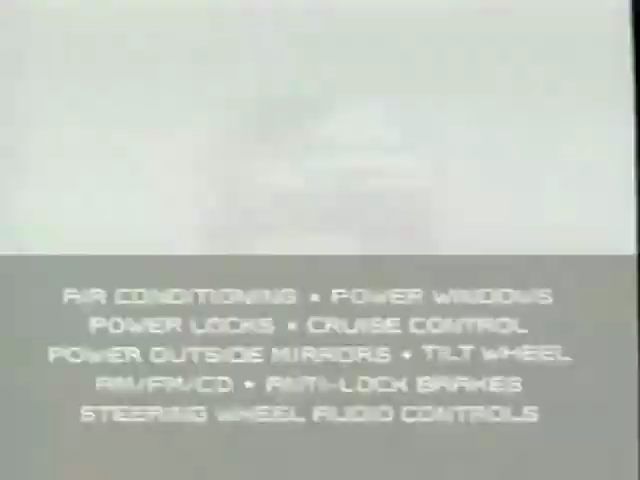 AIR CONDITIONING • POWER WINDOWS
POWER LOCKS • CRUISE CONTROL
POWER OUTSIDE MIRRORS • TILT WHEEL
AM/FM/CD • ANTI-LOCK BRAKES
STEERING WHEEL AUDIO CONTROLS